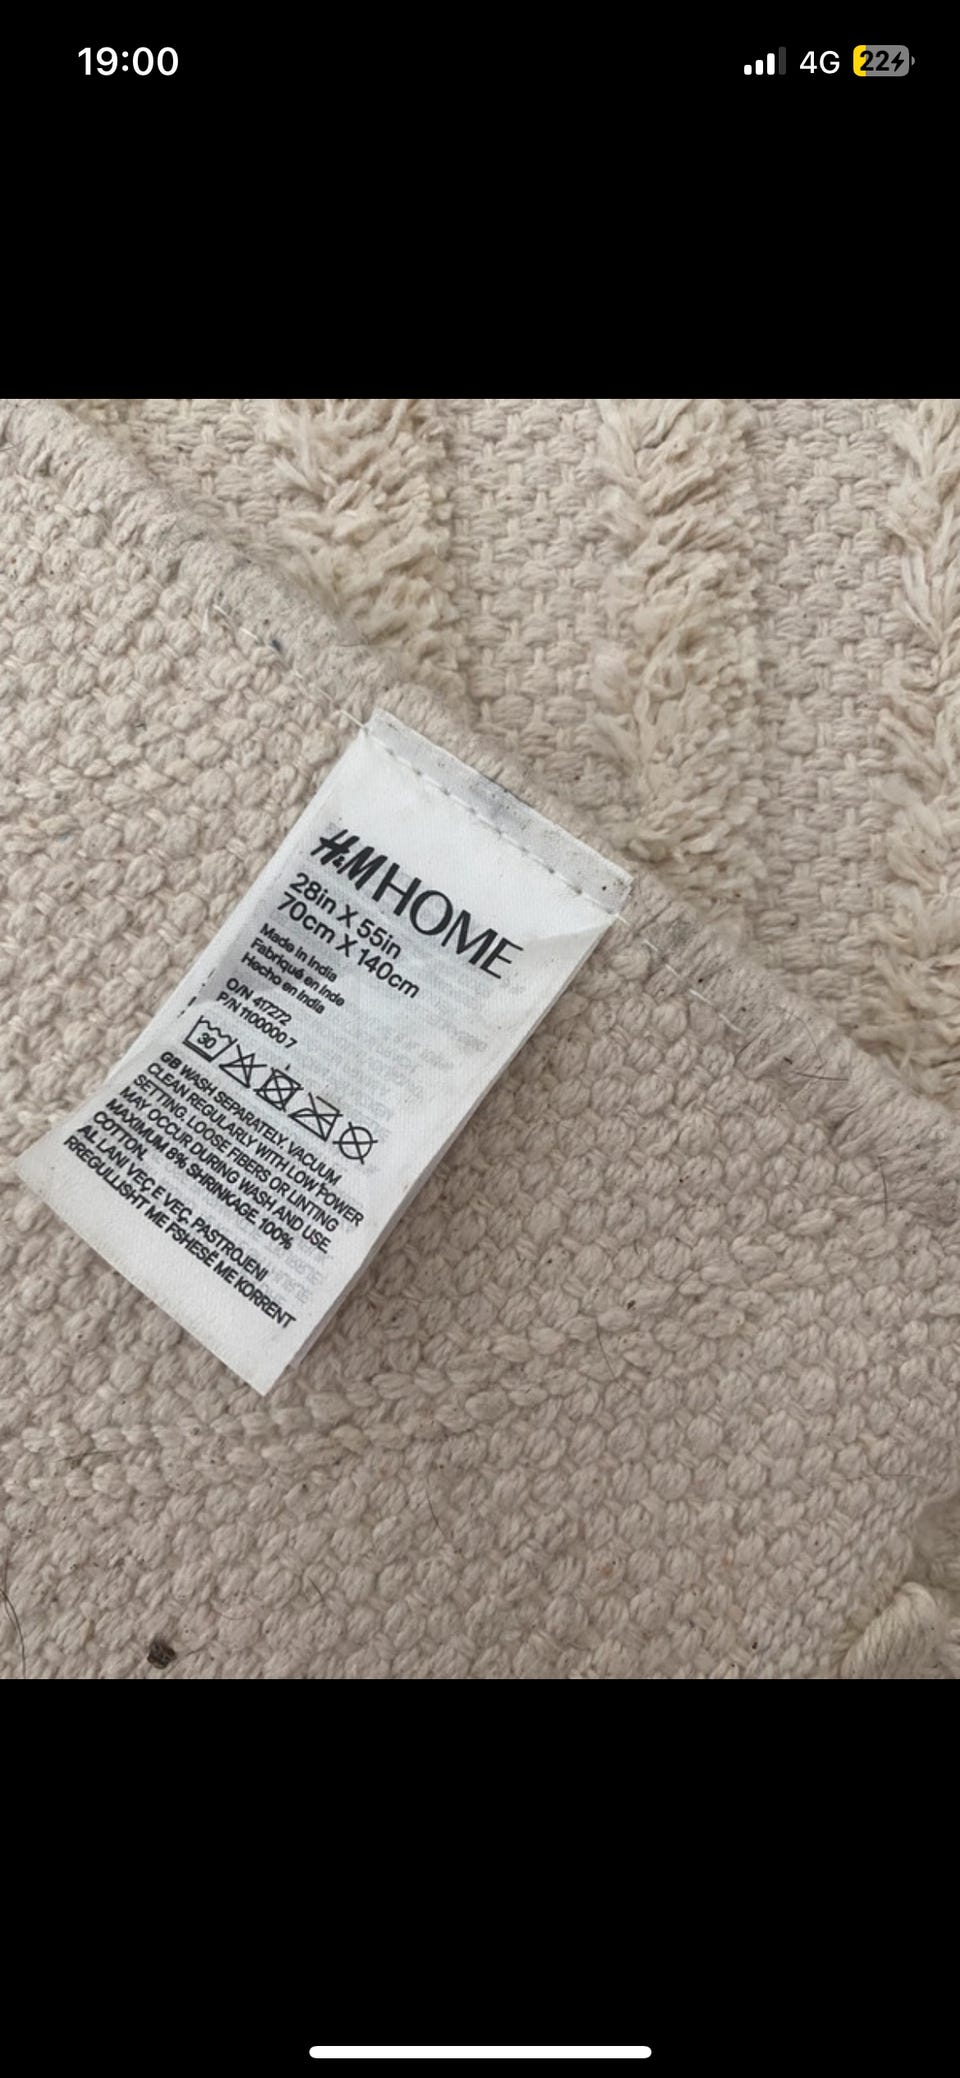 19:00
4G
22
H&M HOME
28in X 55in
70cm X 140cm
Made in India
Fabriqué en Inde
Hecho en India
O/N 417272
P/N 1100000 7
30
GB WASH SEPARATELY. VACUUM
CLEAN REGULARLY WITH LOW POWER
SETTING. LOOSE FIBERS OR LINTING
MAY OCCUR DURING WASH AND USE.
MAXIMUM 8% SHRINKAGE. 100%
COTTON.
AL LANI VEÇ E VEÇ. PASTROJENI
RREGULLISHT ME FSHESË ME KORRENT